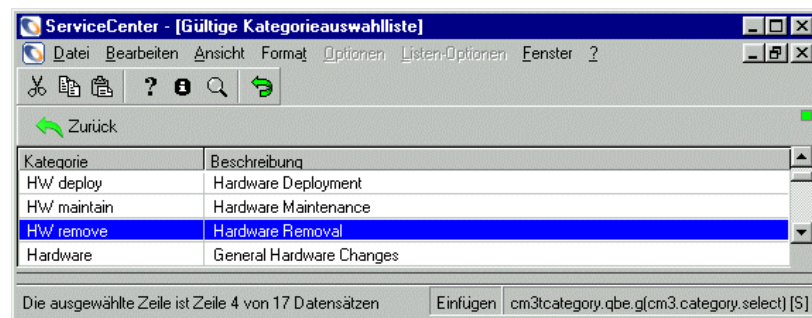 ServiceCenter - [Gültige Kategorieauswahlliste]
Datei Bearbeiten Ansicht Format Optionen Listen-Optionen Fenster ?
Zurück
Kategorie Beschreibung
HW deploy Hardware Deployment
HW maintain Hardware Maintenance
HW remove Hardware Removal
Hardware General Hardware Changes
Die ausgewählte Zeile ist Zeile 4 von 17 Datensätzen Einfügen cm3tcategory.qbe.g(cm3.category.select) [S]